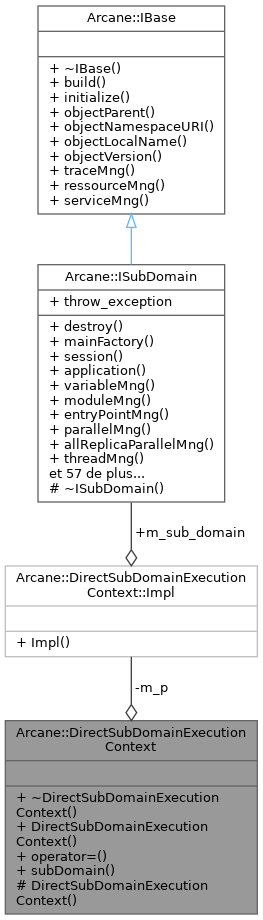 Arcane::IBase
+ ~IBase()
+ build()
+ initialize()
+ objectParent()
+ objectNamespaceURI()
+ objectLocalName()
+ objectVersion()
+ traceMng()
+ ressourceMng()
+ serviceMng()
Arcane::ISubDomain
+ throw_exception
+ destroy()
+ mainFactory()
+ session()
+ application()
+ variableMng()
+ moduleMng()
+ entryPointMng()
+ parallelMng()
+ allReplicaParallelMng()
+ threadMng()
et 57 de plus...
# ~ISubDomain()
+m_sub_domain
Arcane::DirectSubDomainExecution
Context::Impl
+ Impl()
-m_p
Arcane::DirectSubDomainExecution
Context
+ ~DirectSubDomainExecution
Context()
+ DirectSubDomainExecution
Context()
+ operator=()
+ subDomain()
# DirectSubDomainExecution
Context()